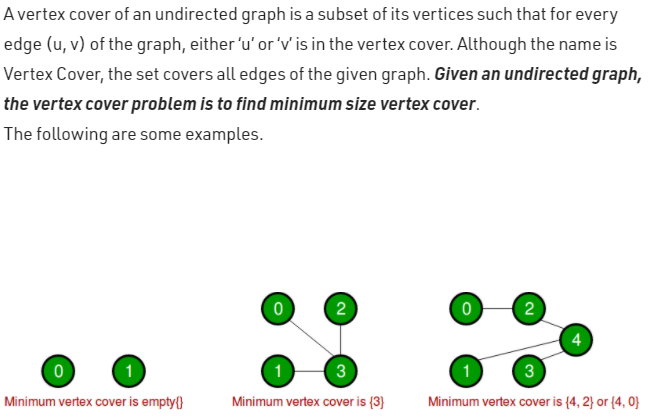 A vertex cover of an undirected graph is a subset of its vertices such that for every
edge (u, v) of the graph, either ‘u’ or ‘v’ is in the vertex cover. Although the name is
Vertex Cover, the set covers all edges of the given graph. Given an undirected graph,
the vertex cover problem is to find minimum size vertex cover.
The following are some examples.
0 1
0 2
1 3
0 2
4
1 3
Minimum vertex cover is empty{}
Minimum vertex cover is {3}
Minimum vertex cover is {4, 2} or {4, 0}